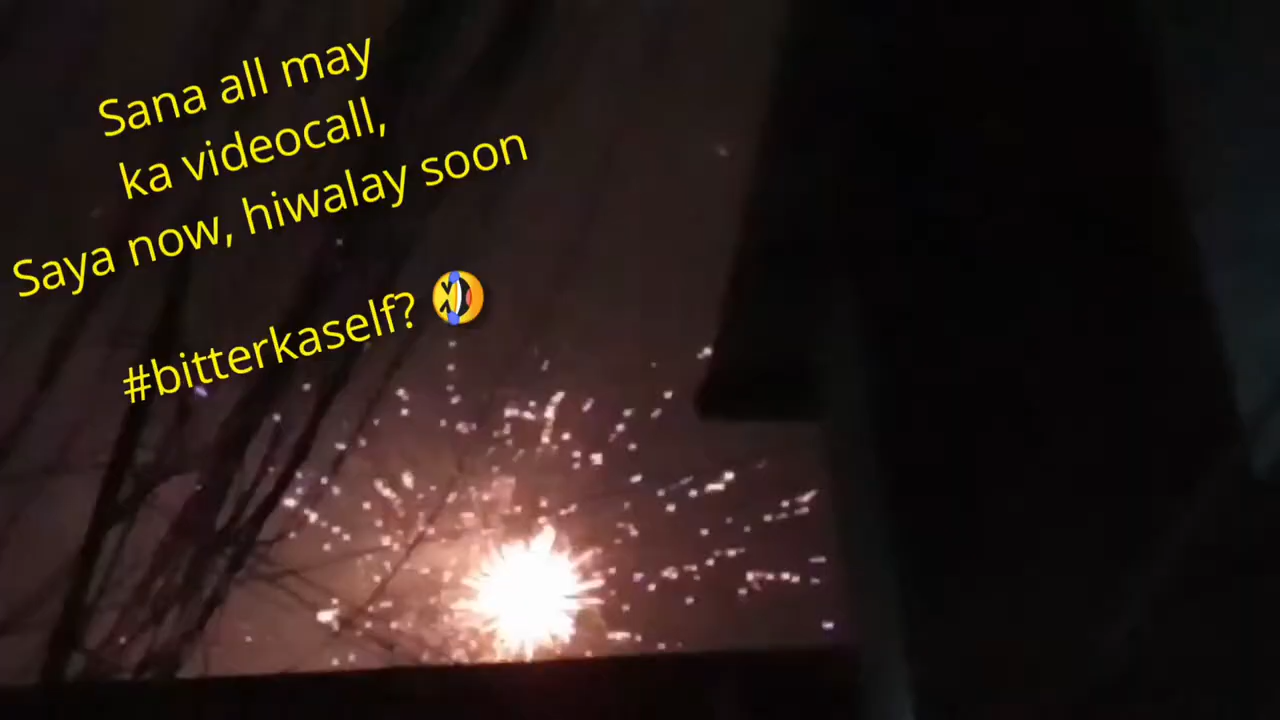 Sana all may
ka videocall,
Saya now, hiwalay soon
#bitterkaself? 🤣